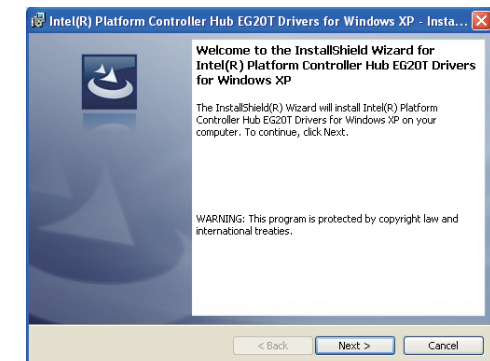 Intel(R) Platform Controller Hub EG20T Drivers for Windows XP - Insta...
Welcome to the InstallShield Wizard for
Intel(R) Platform Controller Hub EG20T Drivers
for Windows XP
The InstallShield(R) Wizard will install Intel(R) Platform
Controller Hub EG20T Drivers for Windows XP on your
computer. To continue, click Next.
WARNING: This program is protected by copyright law and
international treaties.
< Back Next > Cancel